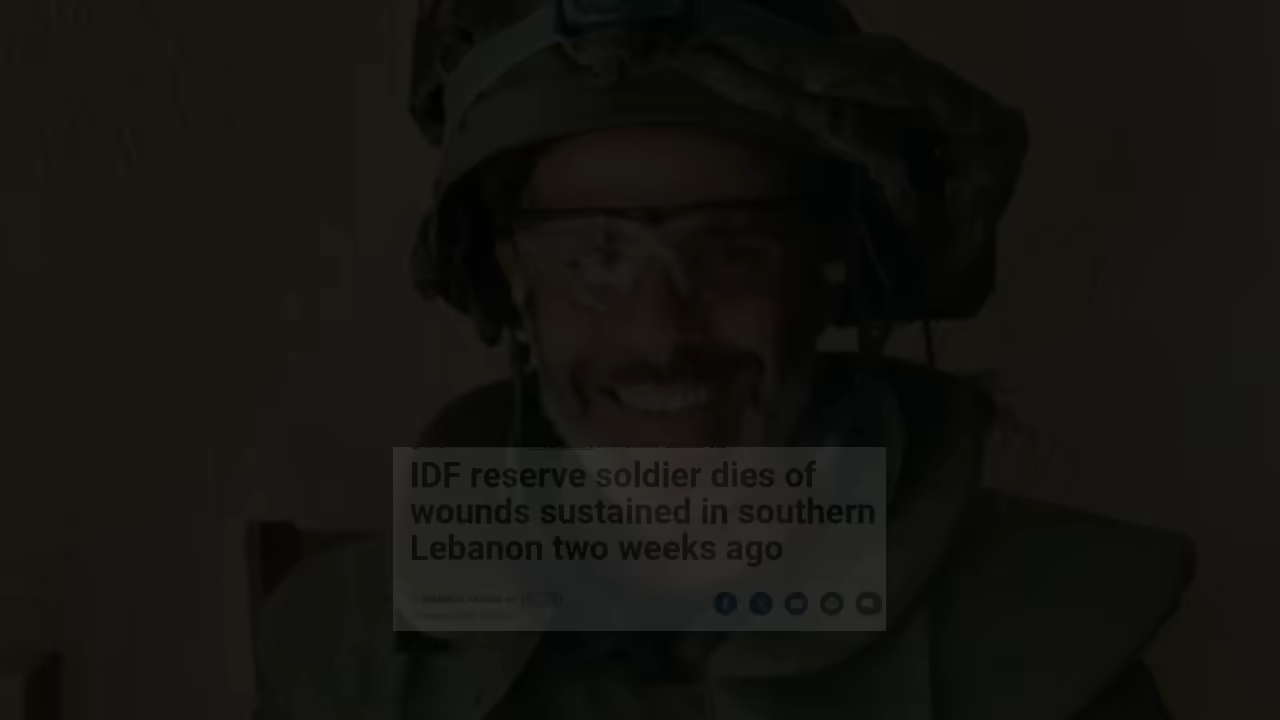 IDF reserve soldier dies of
wounds sustained in southern
Lebanon two weeks ago